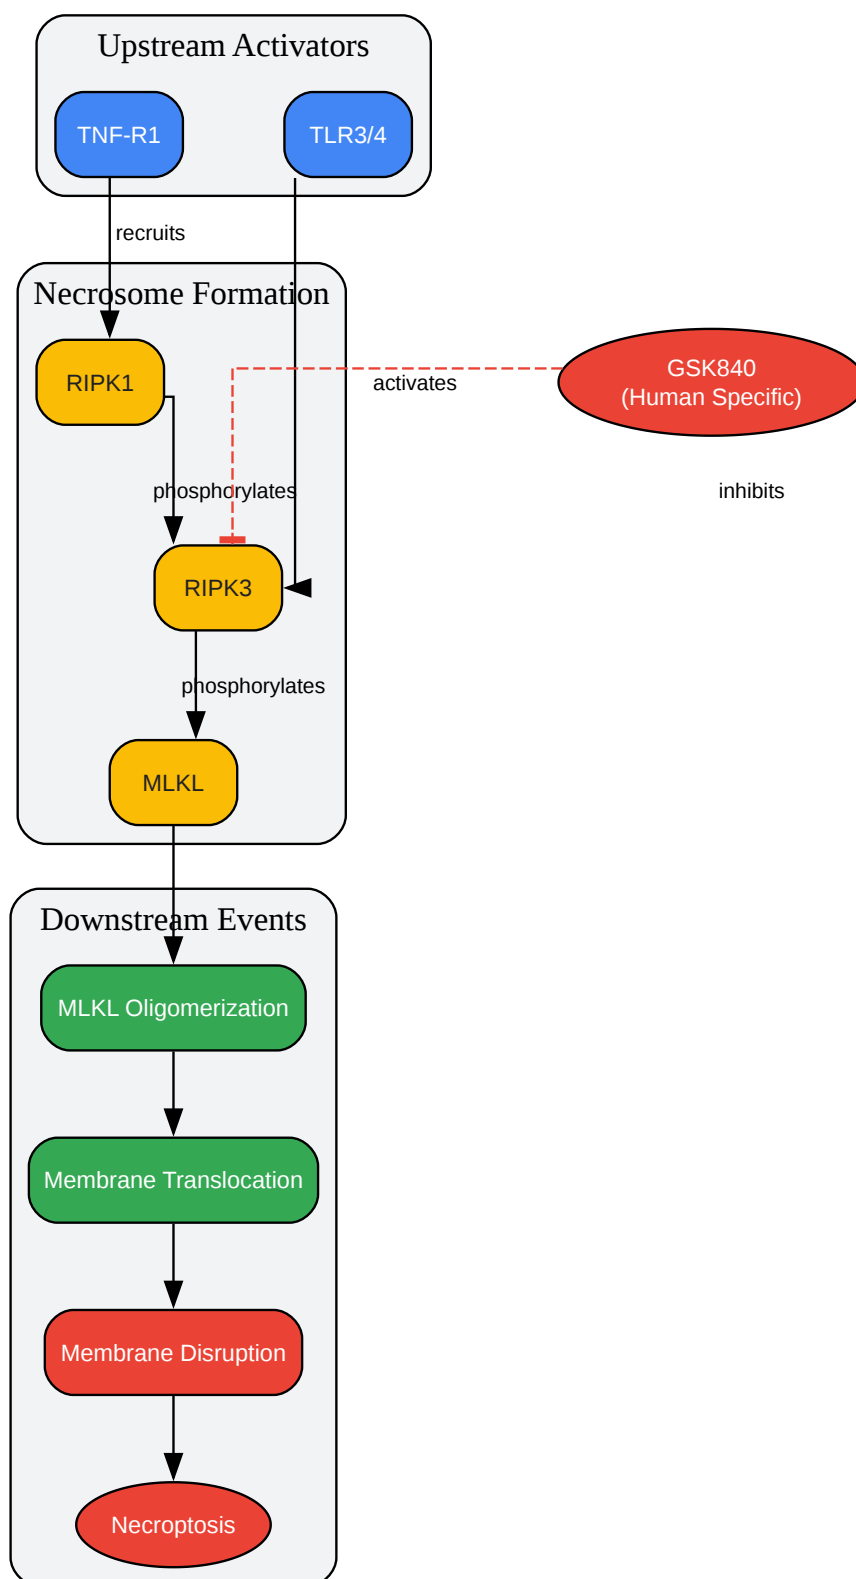 Upstream Activators
TNF-R1
TLR3/4
recruits
Necrosome Formation
RIPK1
activates
GSK840
(Human Specific)
phosphorylates
inhibits
RIPK3
phosphorylates
MLKL
Downstream Events
MLKL Oligomerization
Membrane Translocation
Membrane Disruption
Necroptosis